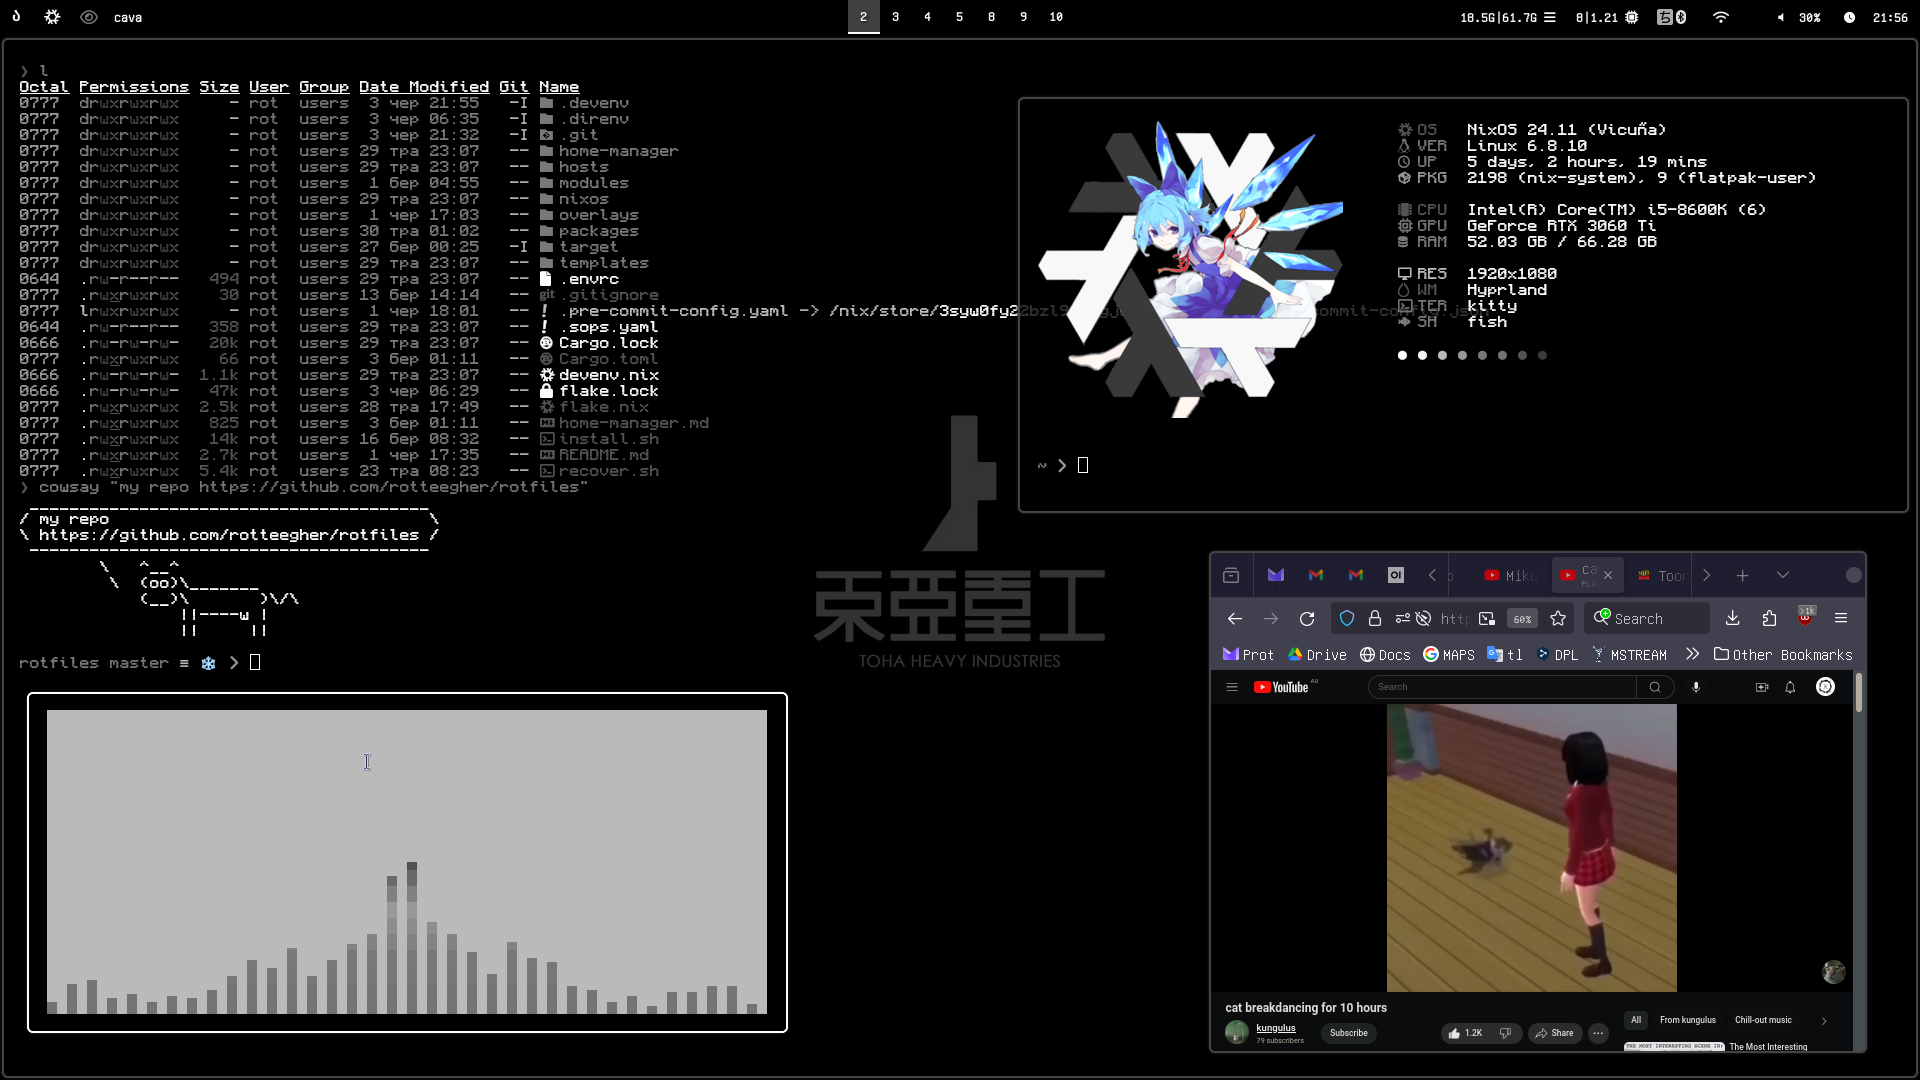 cava
2 3 4 5 8 9 10
18.5G|61.7G 8|1.21 30% 21:56
❯ l
Octal Permissions Size User Group Date Modified Git Name
0777 drwxrwxrwx - rot users 3 чер 21:55 -I .devenv
0777 drwxrwxrwx - rot users 3 чер 06:35 -I .direnv
0777 drwxrwxrwx - rot users 3 чер 21:32 -I .git
0777 drwxrwxrwx - rot users 29 тра 23:07 -- home-manager
0777 drwxrwxrwx - rot users 29 тра 23:07 -- hosts
0777 drwxrwxrwx - rot users 1 бер 04:55 -- modules
0777 drwxrwxrwx - rot users 29 тра 23:07 -- nixos
0777 drwxrwxrwx - rot users 1 чер 17:03 -- overlays
0777 drwxrwxrwx - rot users 30 тра 01:02 -- packages
0777 drwxrwxrwx - rot users 27 бер 00:25 -I target
0777 drwxrwxrwx - rot users 29 тра 23:07 -- templates
0644 .rw-r--r-- 494 rot users 29 тра 23:07 -- .envrc
0777 .rwxrwxrwx 30 rot users 13 бер 14:14 -- .gitignore
0777 lrwxrwxrwx - rot users 1 чер 18:01 -- .pre-commit-config.yaml -> /nix/store/3syw0fy2
0644 .rw-r--r-- 358 rot users 29 тра 23:07 -- .sops.yaml
0666 .rw-rw-rw- 20k rot users 29 тра 23:07 -- Cargo.lock
0777 .rwxrwxrwx 66 rot users 3 бер 01:11 -- Cargo.toml
0666 .rw-rw-rw- 1.1k rot users 29 тра 23:07 -- devenv.nix
0666 .rw-rw-rw- 47k rot users 3 чер 06:29 -- flake.lock
0777 .rwxrwxrwx 2.5k rot users 28 тра 17:49 -- flake.nix
0777 .rwxrwxrwx 825 rot users 3 бер 01:11 -- home-manager.md
0777 .rwxrwxrwx 14k rot users 16 бер 08:32 -- install.sh
0777 .rwxrwxrwx 2.7k rot users 1 чер 17:35 -- README.md
0777 .rwxrwxrwx 5.4k rot users 23 тра 08:23 -- recover.sh
❯ cowsay "my repo https://github.com/rotteegher/rotfiles"
/ my repo \
\ https://github.com/rotteegher/rotfiles /
rotfiles master ≡ ❄ ❯
OS NixOS 24.11 (Vicuña)
VER Linux 6.8.10
UP 5 days, 2 hours, 19 mins
PKG 2198 (nix-system), 9 (flatpak-user)
CPU Intel(R) Core(TM) i5-8600K (6)
GPU GeForce RTX 3060 Ti
RAM 52.03 GB / 66.28 GB
RES 1920x1080
WM Hyprland
TER kitty
SH fish
~ ❯
東亜重工
TOHA HEAVY INDUSTRIES
Miku
Toon
http 60% Search
Prot Drive Docs MAPS tl DPL MSTREAM Other Bookmarks
YouTube AU Search
cat breakdancing for 10 hours
kungulus
79 subscribers
Subscribe 1.2K Share
All From kungulus Chill-out music
The Most Interesting